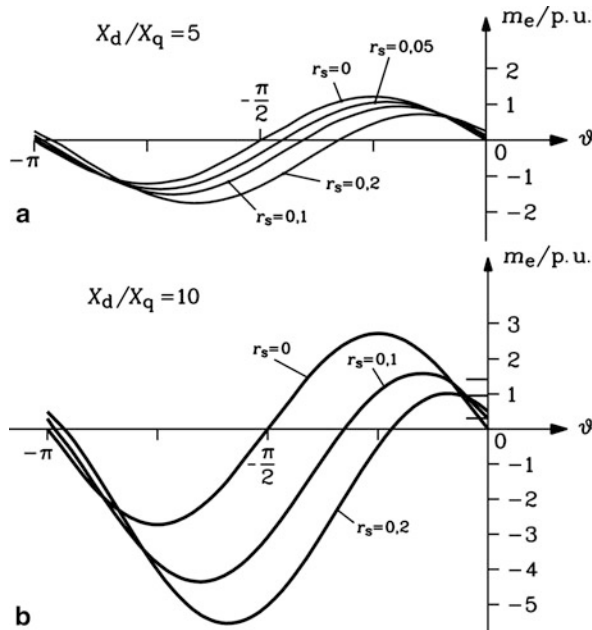 X_d/X_q=5
m_e/p.u.
r_s=0
r_s=0,05
2
1
-π/2
-π
0
ϑ
-1
-2
r_s=0,1
r_s=0,2
a
m_e/p.u.
X_d/X_q=10
3
r_s=0
r_s=0,1
2
1
-π
-π/2
0
ϑ
-1
-2
r_s=0,2
-3
-4
-5
b